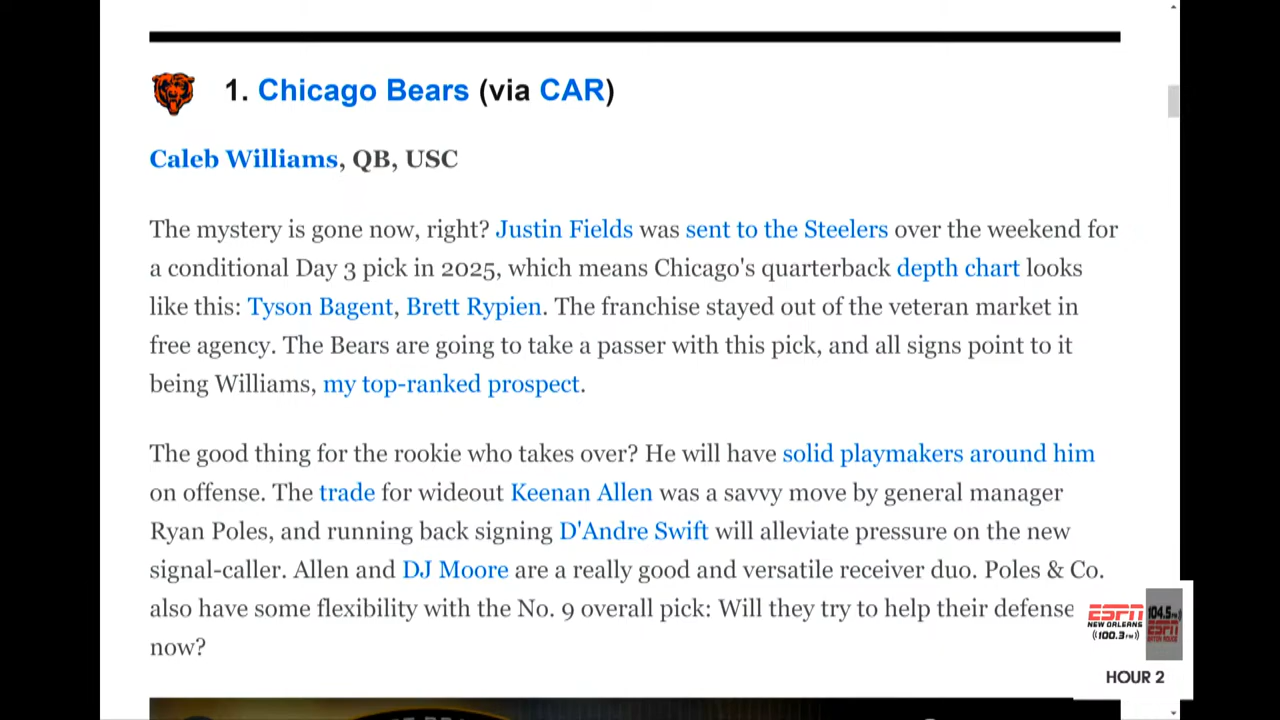 1. Chicago Bears (via CAR)
Caleb Williams, QB, USC
The mystery is gone now, right? Justin Fields was sent to the Steelers over the weekend for
a conditional Day 3 pick in 2025, which means Chicago's quarterback depth chart looks
like this: Tyson Bagent, Brett Rypien. The franchise stayed out of the veteran market in
free agency. The Bears are going to take a passer with this pick, and all signs point to it
being Williams, my top-ranked prospect.
The good thing for the rookie who takes over? He will have solid playmakers around him
on offense. The trade for wideout Keenan Allen was a savvy move by general manager
Ryan Poles, and running back signing D'Andre Swift will alleviate pressure on the new
signal-caller. Allen and DJ Moore are a really good and versatile receiver duo. Poles & Co.
also have some flexibility with the No. 9 overall pick: Will they try to help their defense
now?
ESPN
NEW ORLEANS
((100.3 FM))
104.5 FM
ESPN
HOUR 2